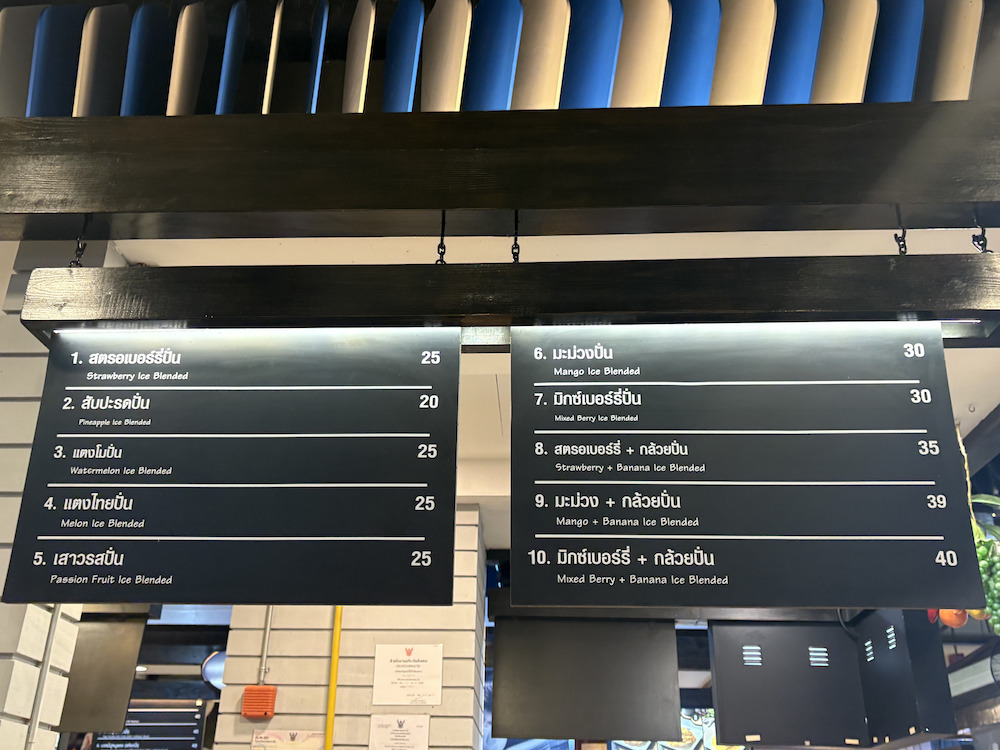 1. สตรอเบอร์รี่ปั่น 25
Strawberry Ice Blended
2. สับปะรดปั่น 20
Pineapple Ice Blended
3. แตงโมปั่น 25
Watermelon Ice Blended
4. แตงไทยปั่น 25
Melon Ice Blended
5. เสาวรสปั่น 25
Passion Fruit Ice Blended
6. มะม่วงปั่น 30
Mango Ice Blended
7. มิกซ์เบอร์รี่ปั่น 30
Mixed Berry Ice Blended
8. สตรอเบอร์รี่ + กล้วยปั่น 35
Strawberry + Banana Ice Blended
9. มะม่วง + กล้วยปั่น 39
Mango + Banana Ice Blended
10. มิกซ์เบอร์รี่ + กล้วยปั่น 40
Mixed Berry + Banana Ice Blended